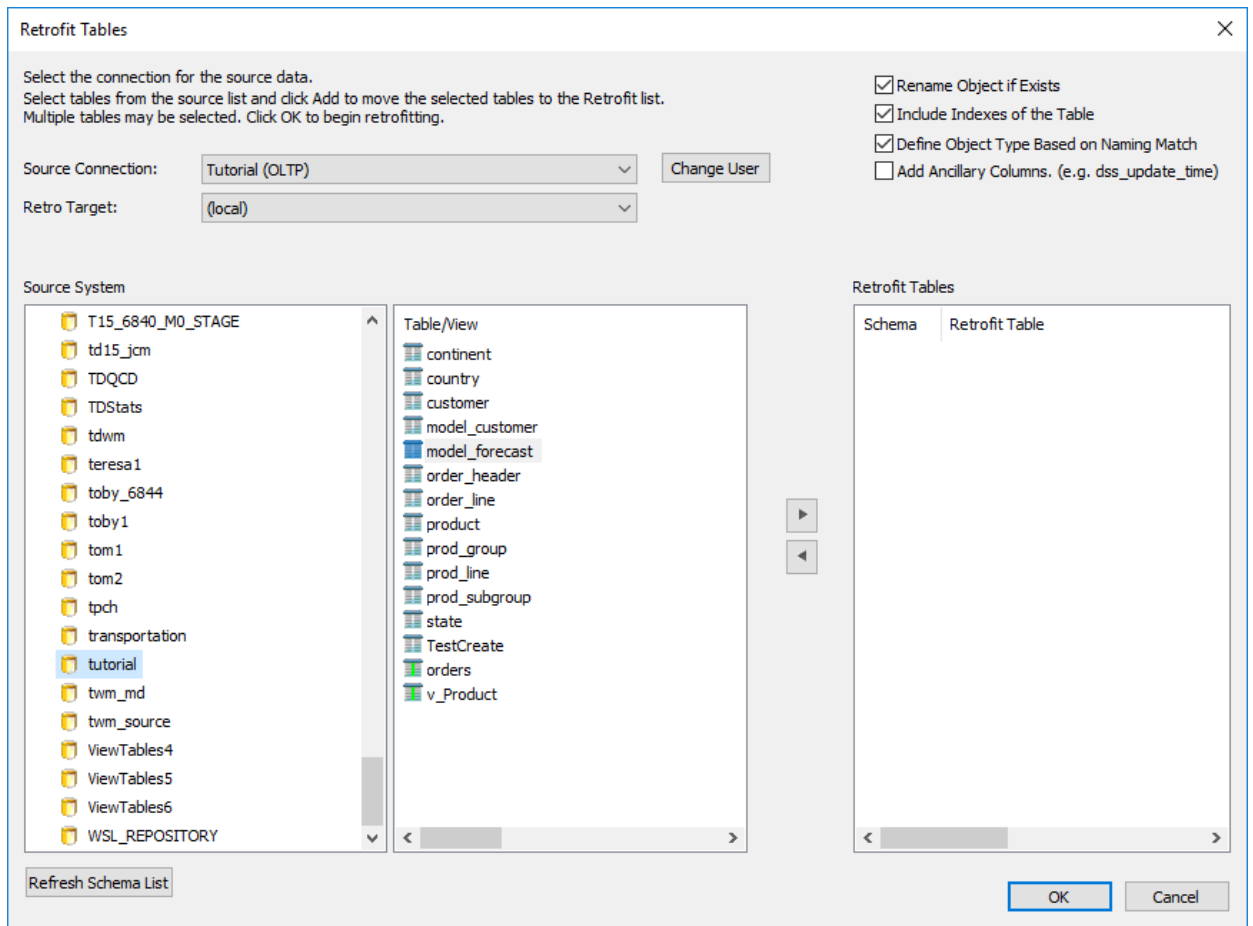 Retrofit Tables
Select the connection for the source data.
Select tables from the source list and click Add to move the selected tables to the Retrofit list.
Multiple tables may be selected. Click OK to begin retrofitting.
Rename Object if Exists
Include Indexes of the Table
Define Object Type Based on Naming Match
Add Ancillary Columns. (e.g. dss_update_time)
Source Connection:
Tutorial (OLTP)
Change User
Retro Target:
(local)
Source System
T15_6840_M0_STAGE
td15_jcm
TDQCD
TDStats
tdwm
teresa1
toby_6844
toby1
tom1
tom2
tpch
transportation
tutorial
twm_md
twm_source
ViewTables4
ViewTables5
ViewTables6
WSL_REPOSITORY
Table/View
continent
country
customer
model_customer
model_forecast
order_header
order_line
product
prod_group
prod_line
prod_subgroup
state
TestCreate
orders
v_Product
Retrofit Tables
Schema
Retrofit Table
Refresh Schema List
OK
Cancel